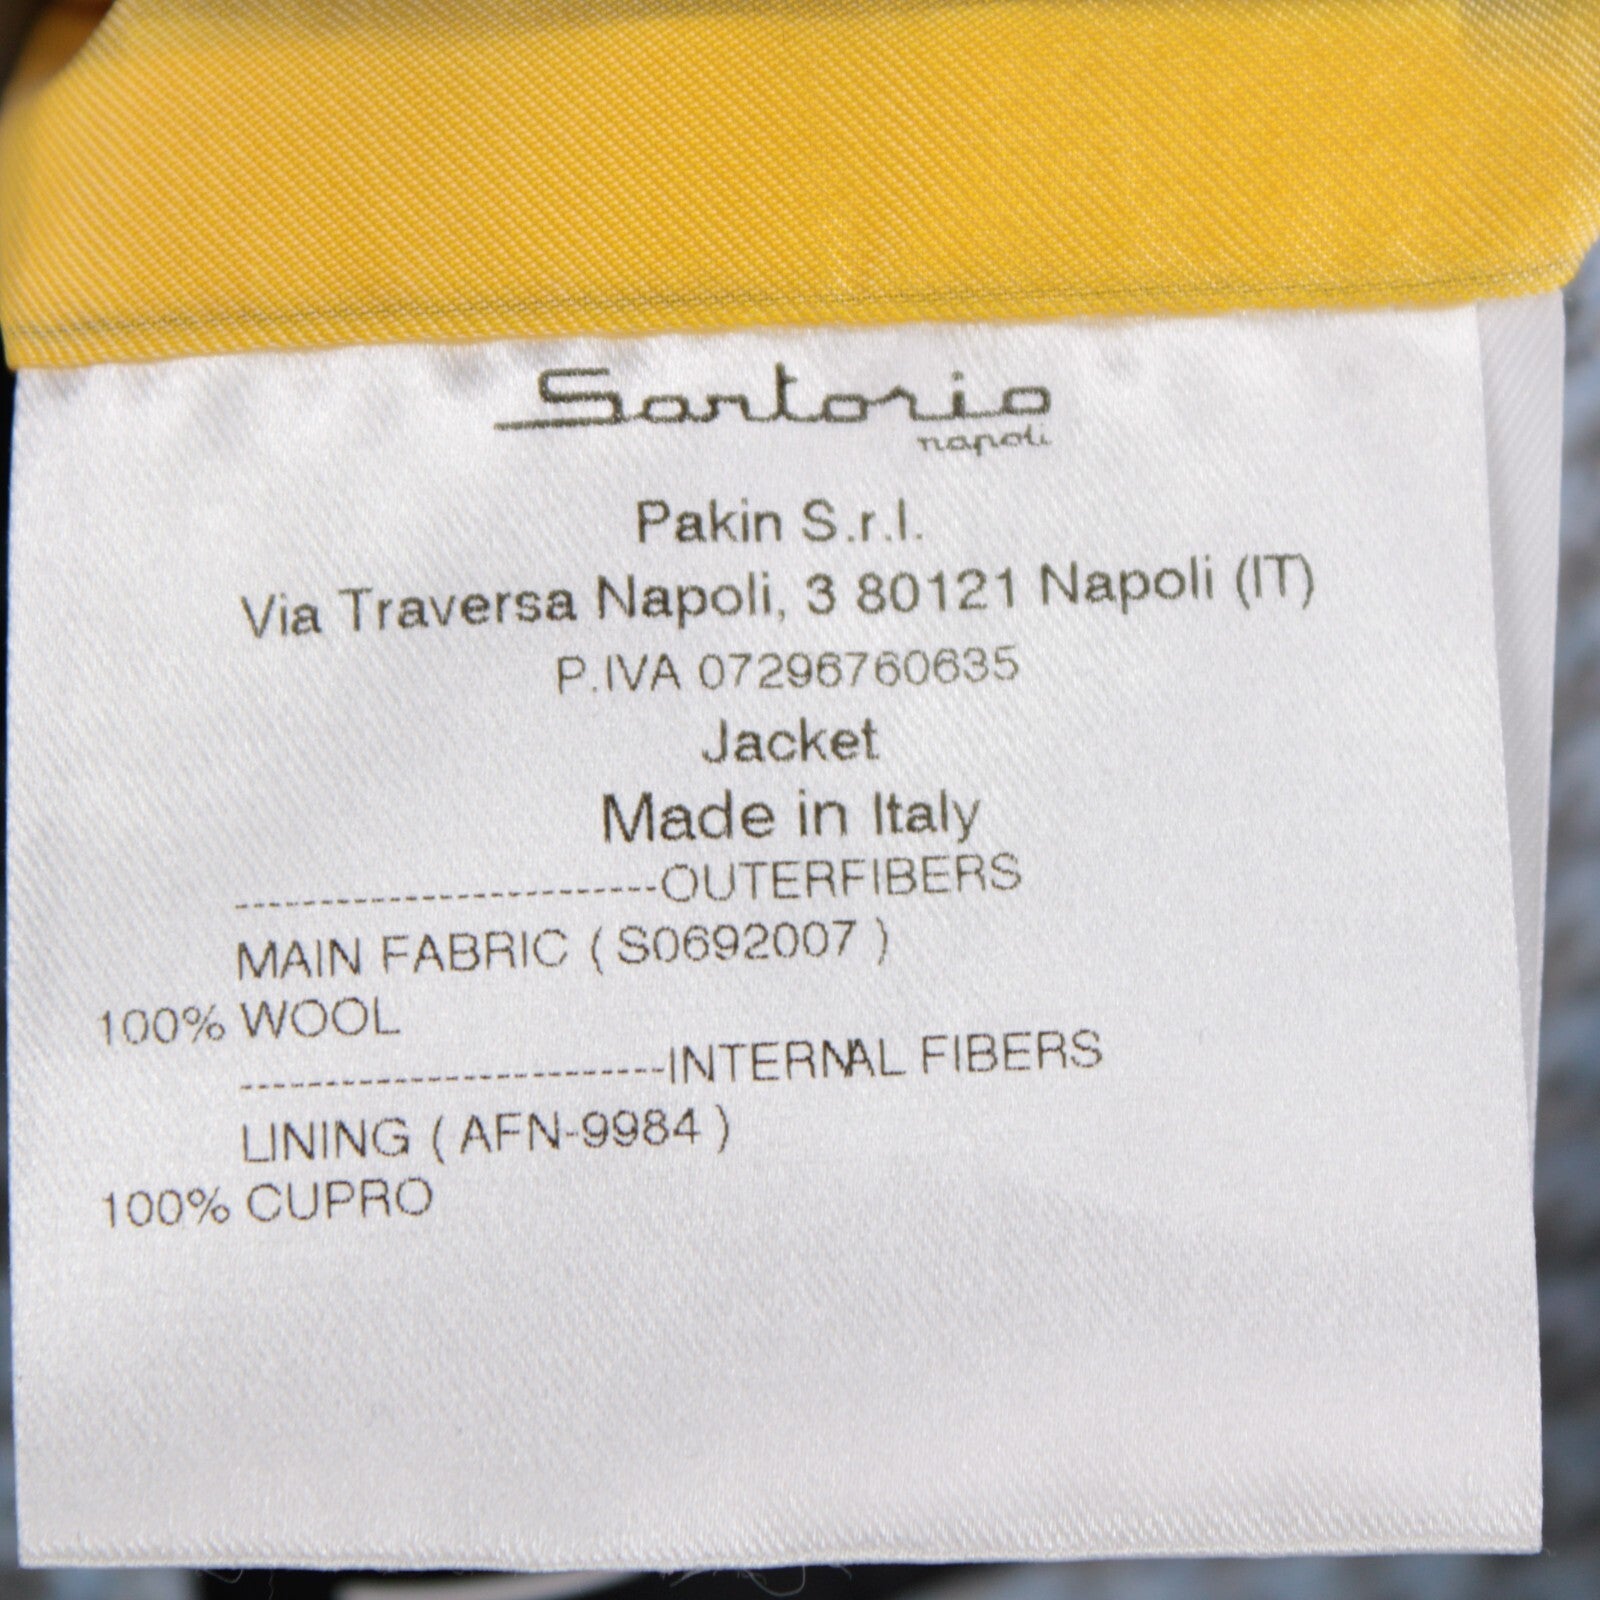 Sartorio
napoli
Pakin S.r.l.
Via Traversa Napoli, 3 80121 Napoli (IT)
P.IVA 07296760635
Jacket
Made in Italy
------------------------OUTERFIBERS
MAIN FABRIC ( S0692007 )
100% WOOL
------------------------INTERNAL FIBERS
LINING ( AFN-9984 )
100% CUPRO